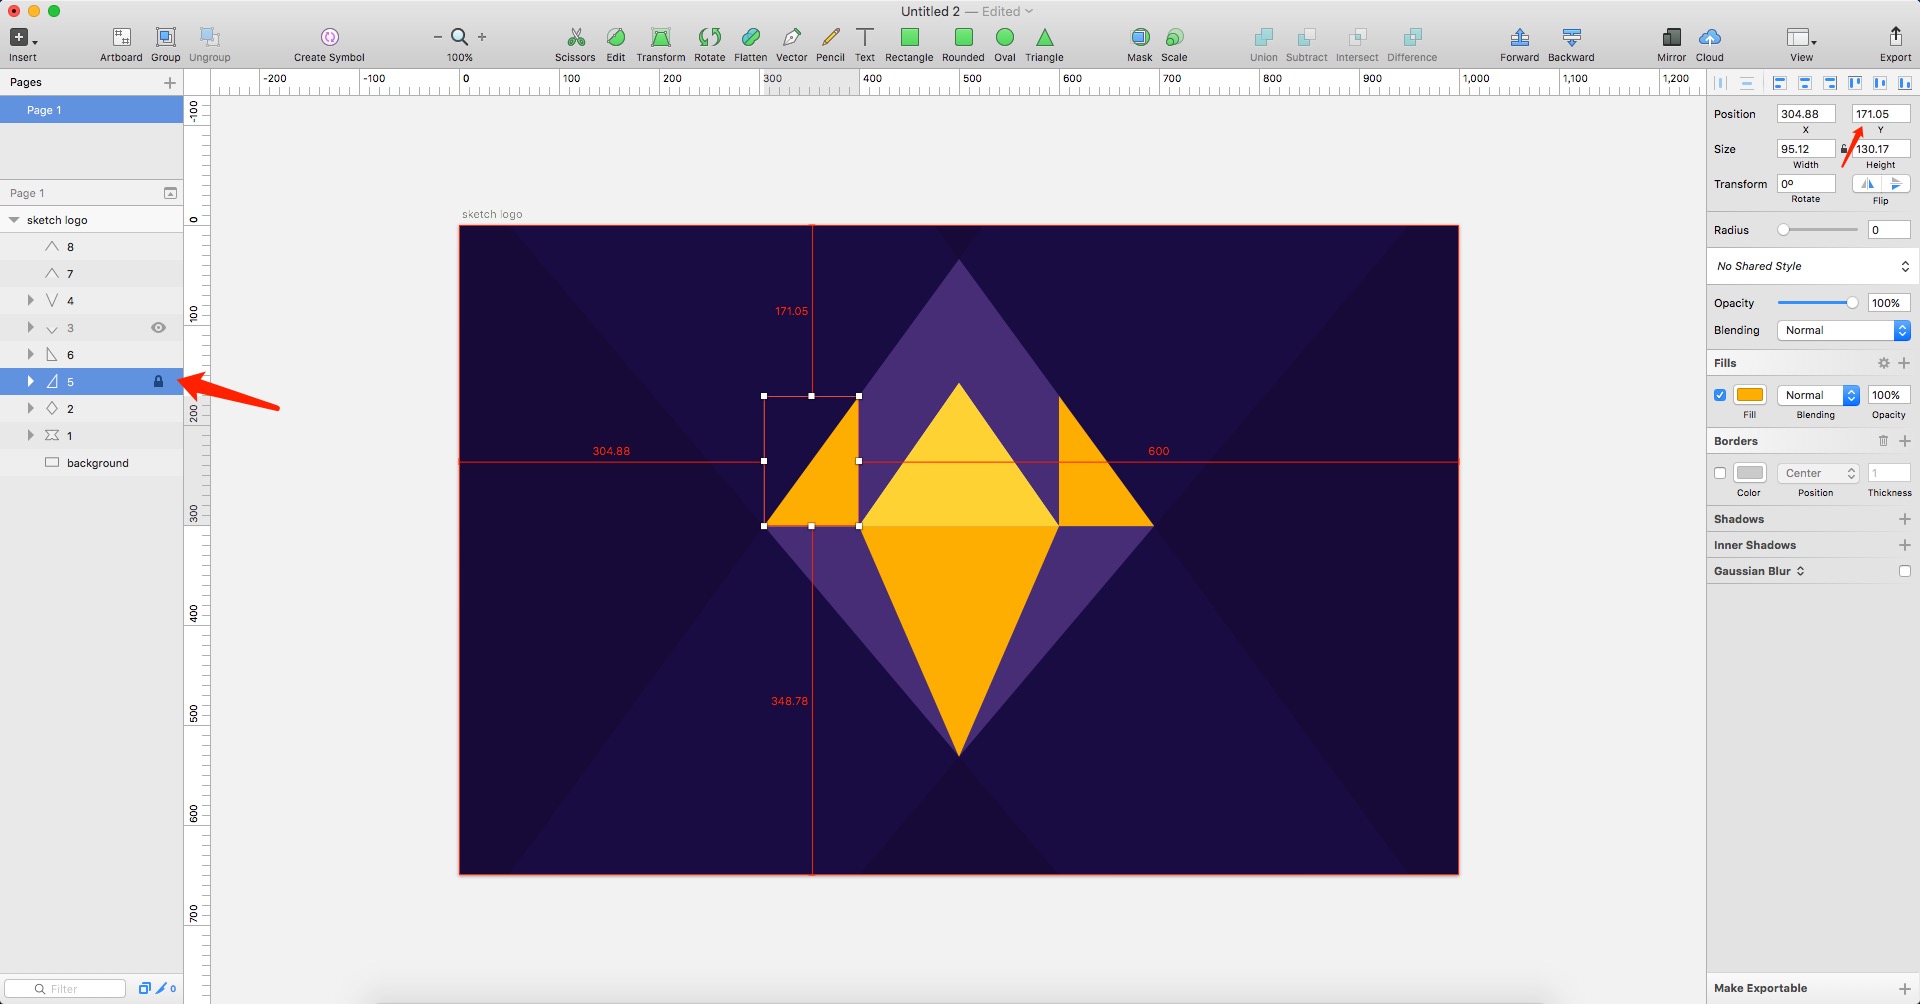 Untitled 2 — Edited
Insert
Artboard
Group
Ungroup
Create Symbol
100%
Scissors
Edit
Transform
Rotate
Flatten
Vector
Pencil
Text
Rectangle
Rounded
Oval
Triangle
Mask
Scale
Union
Subtract
Intersect
Difference
Forward
Backward
Mirror
Cloud
View
Export
Pages
Page 1
Page 1
sketch logo
8
7
4
3
6
5
2
1
background
Filter
0
-200
-100
0
100
200
300
400
500
600
700
800
900
1,000
1,100
1,200
-100
0
100
200
300
400
500
600
700
sketch logo
171.05
304.88
600
348.78
Position
304.88
171.05
X
Y
Size
95.12
130.17
Width
Height
Transform
0º
Rotate
Flip
Radius
0
No Shared Style
Opacity
100%
Blending
Normal
Fills
Normal
100%
Fill
Blending
Opacity
Borders
Center
1
Color
Position
Thickness
Shadows
Inner Shadows
Gaussian Blur
Make Exportable